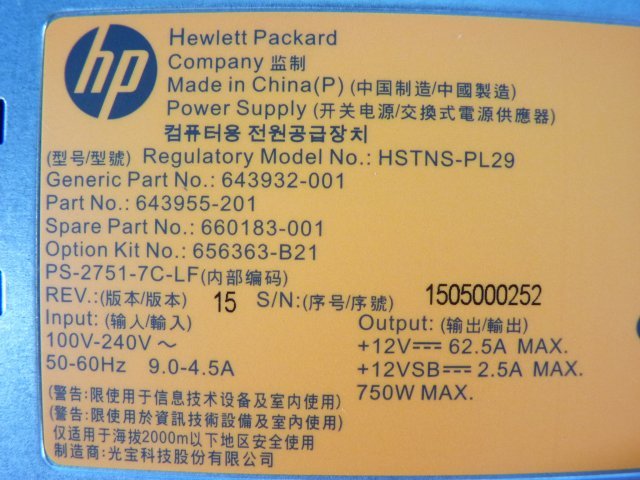 hp
Hewlett Packard
Company 监制
Made in China(P) (中国制造/中國製造)
Power Supply (开关电源/交換式電源供應器)
컴퓨터용 전원공급장치
(型号/型號) Regulatory Model No.: HSTNS-PL29
Generic Part No.: 643932-001
Part No.: 643955-201
Spare Part No.: 660183-001
Option Kit No.: 656363-B21
PS-2751-7C-LF(内部编码)
REV.:(版本/版本) 15 S/N:(序号/序號) 1505000252
Input: (输入/輸入)
100V-240V ~
50-60Hz 9.0-4.5A
Output: (输出/輸出)
+12V⎓ 62.5A MAX.
+12VSB⎓ 2.5A MAX.
750W MAX.
(警告:限使用于信息技术设备及室内使用)
(警告:限使用於資訊技術設備及室內使用)
仅适用于海拔2000m以下地区安全使用
制造商: 光宝科技股份有限公司